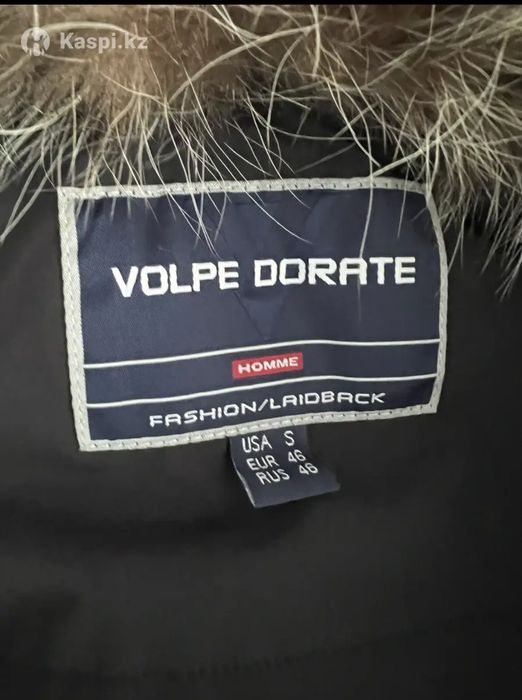 Kaspi.kz
VOLPE DORATE
HOMME
FASHION/LAIDBACK
USA S
EUR 46
RUS 46